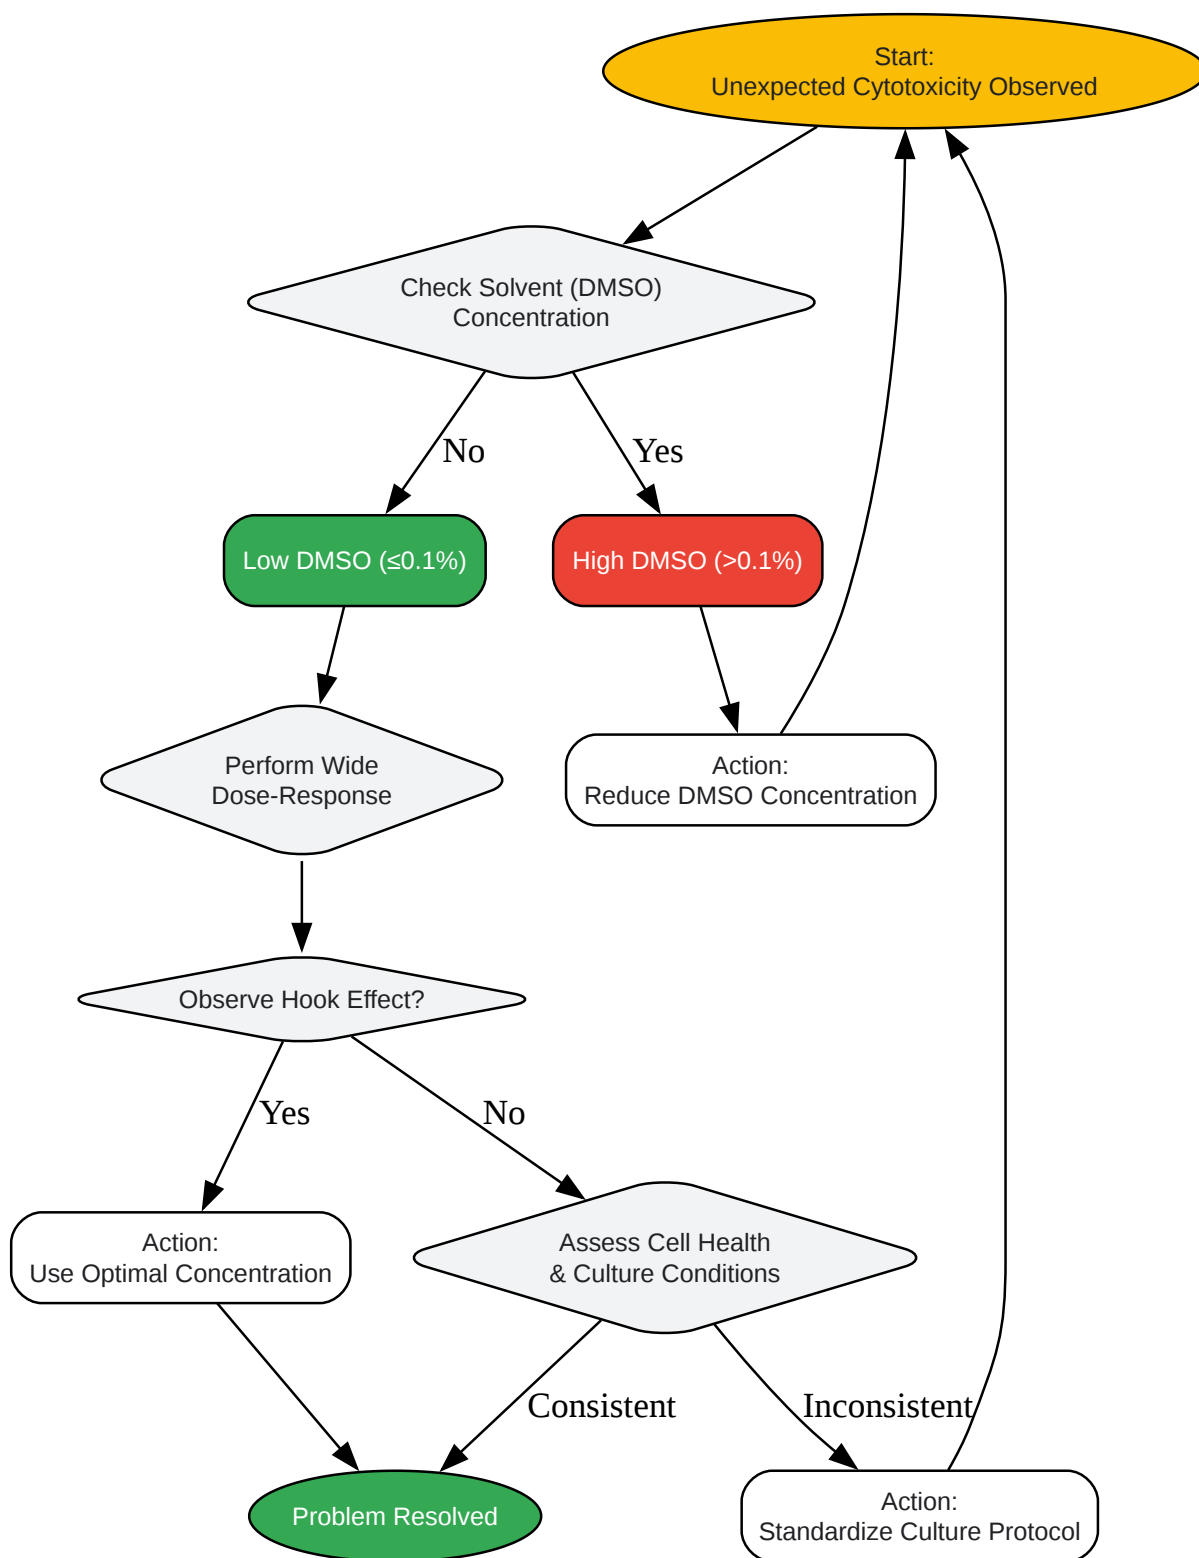 Start:
Unexpected Cytotoxicity Observed
Check Solvent (DMSO)
Concentration
No
Yes
Low DMSO (≤0.1%)
High DMSO (>0.1%)
Perform Wide
Dose-Response
Action:
Reduce DMSO Concentration
Observe Hook Effect?
Yes
No
Action:
Use Optimal Concentration
Assess Cell Health
& Culture Conditions
Consistent
Inconsistent
Problem Resolved
Action:
Standardize Culture Protocol